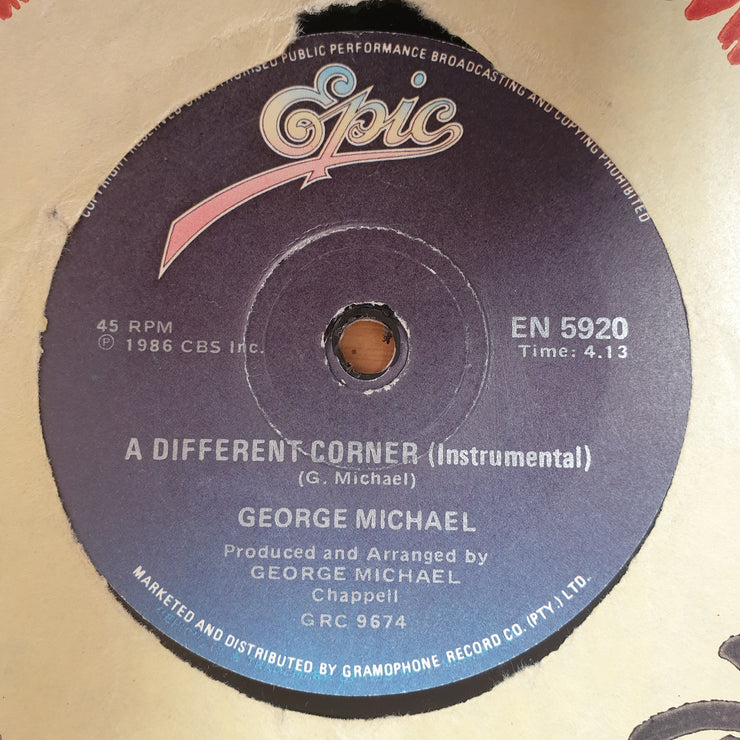 PUBLIC PERFORMANCE BROADCASTING AND COPYING PROHIBITED
Epic
45 RPM
℗ 1986 CBS Inc.
EN 5920
Time: 4.13
A DIFFERENT CORNER (Instrumental)
(G. Michael)
GEORGE MICHAEL
Produced and Arranged by
GEORGE MICHAEL
Chappell
GRC 9674
MARKETED AND DISTRIBUTED BY GRAMOPHONE RECORD CO. (PTY.) LTD.